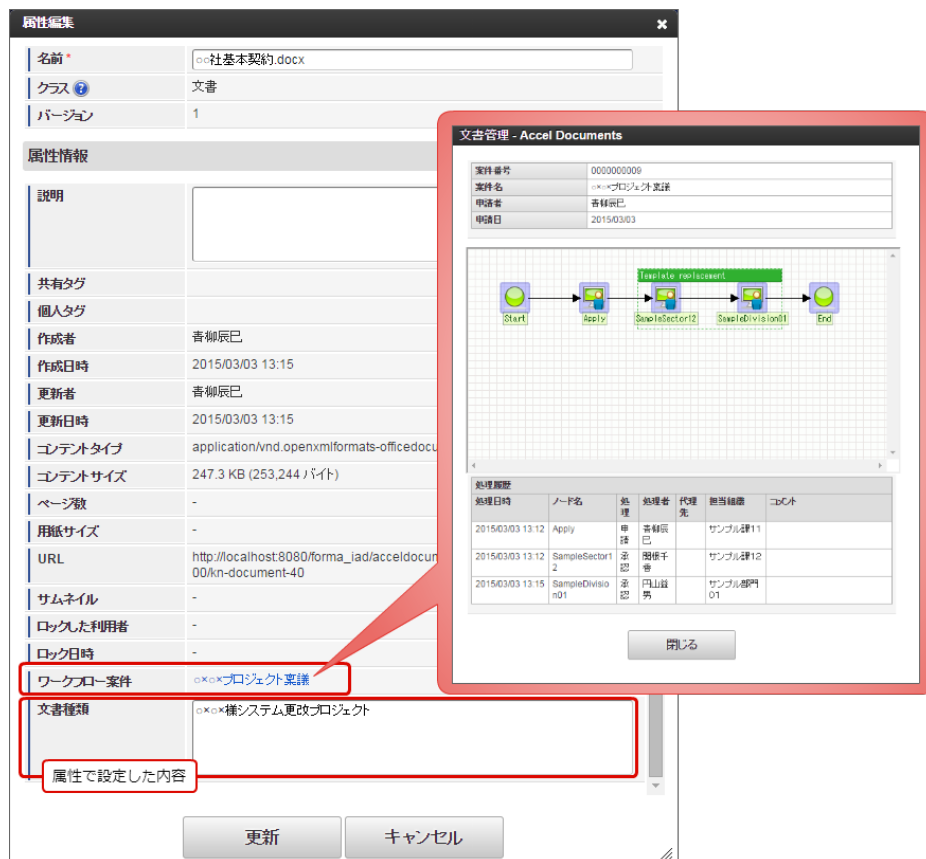 属性編集
×
名前*
○○社基本契約.docx
クラス ?
文書
バージョン
1
属性情報
説明
共有タグ
個人タグ
作成者
青柳辰巳
作成日時
2015/03/03 13:15
更新者
青柳辰巳
更新日時
2015/03/03 13:15
コンテントタイプ
application/vnd.openxmlformats-officedocu
コンテントサイズ
247.3 KB (253,244 バイト)
ページ数
-
用紙サイズ
-
URL
http://localhost:8080/forma_iad/acceldocum
00/kn-document-40
サムネイル
-
ロックした利用者
-
ロック日時
-
ワークフロー案件
○×○×プロジェクト稟議
文書種類
○×○×様システム更改プロジェクト
属性で設定した内容
更新
キャンセル
文書管理 - Accel Documents
案件番号
0000000009
案件名
○×○×プロジェクト稟議
申請者
青柳辰巳
申請日
2015/03/03
Template replacement
Start
Apply
SampleSector12
SampleDivision01
End
処理履歴
処理日時 ノード名 処理 処理者 代理先 担当組織 コメント
2015/03/03 13:12 Apply 申請 青柳辰巳 サンプル課11
2015/03/03 13:12 SampleSector12 承認 関根千香 サンプル課12
2015/03/03 13:15 SampleDivision01 承認 円山益男 サンプル部門01
閉じる